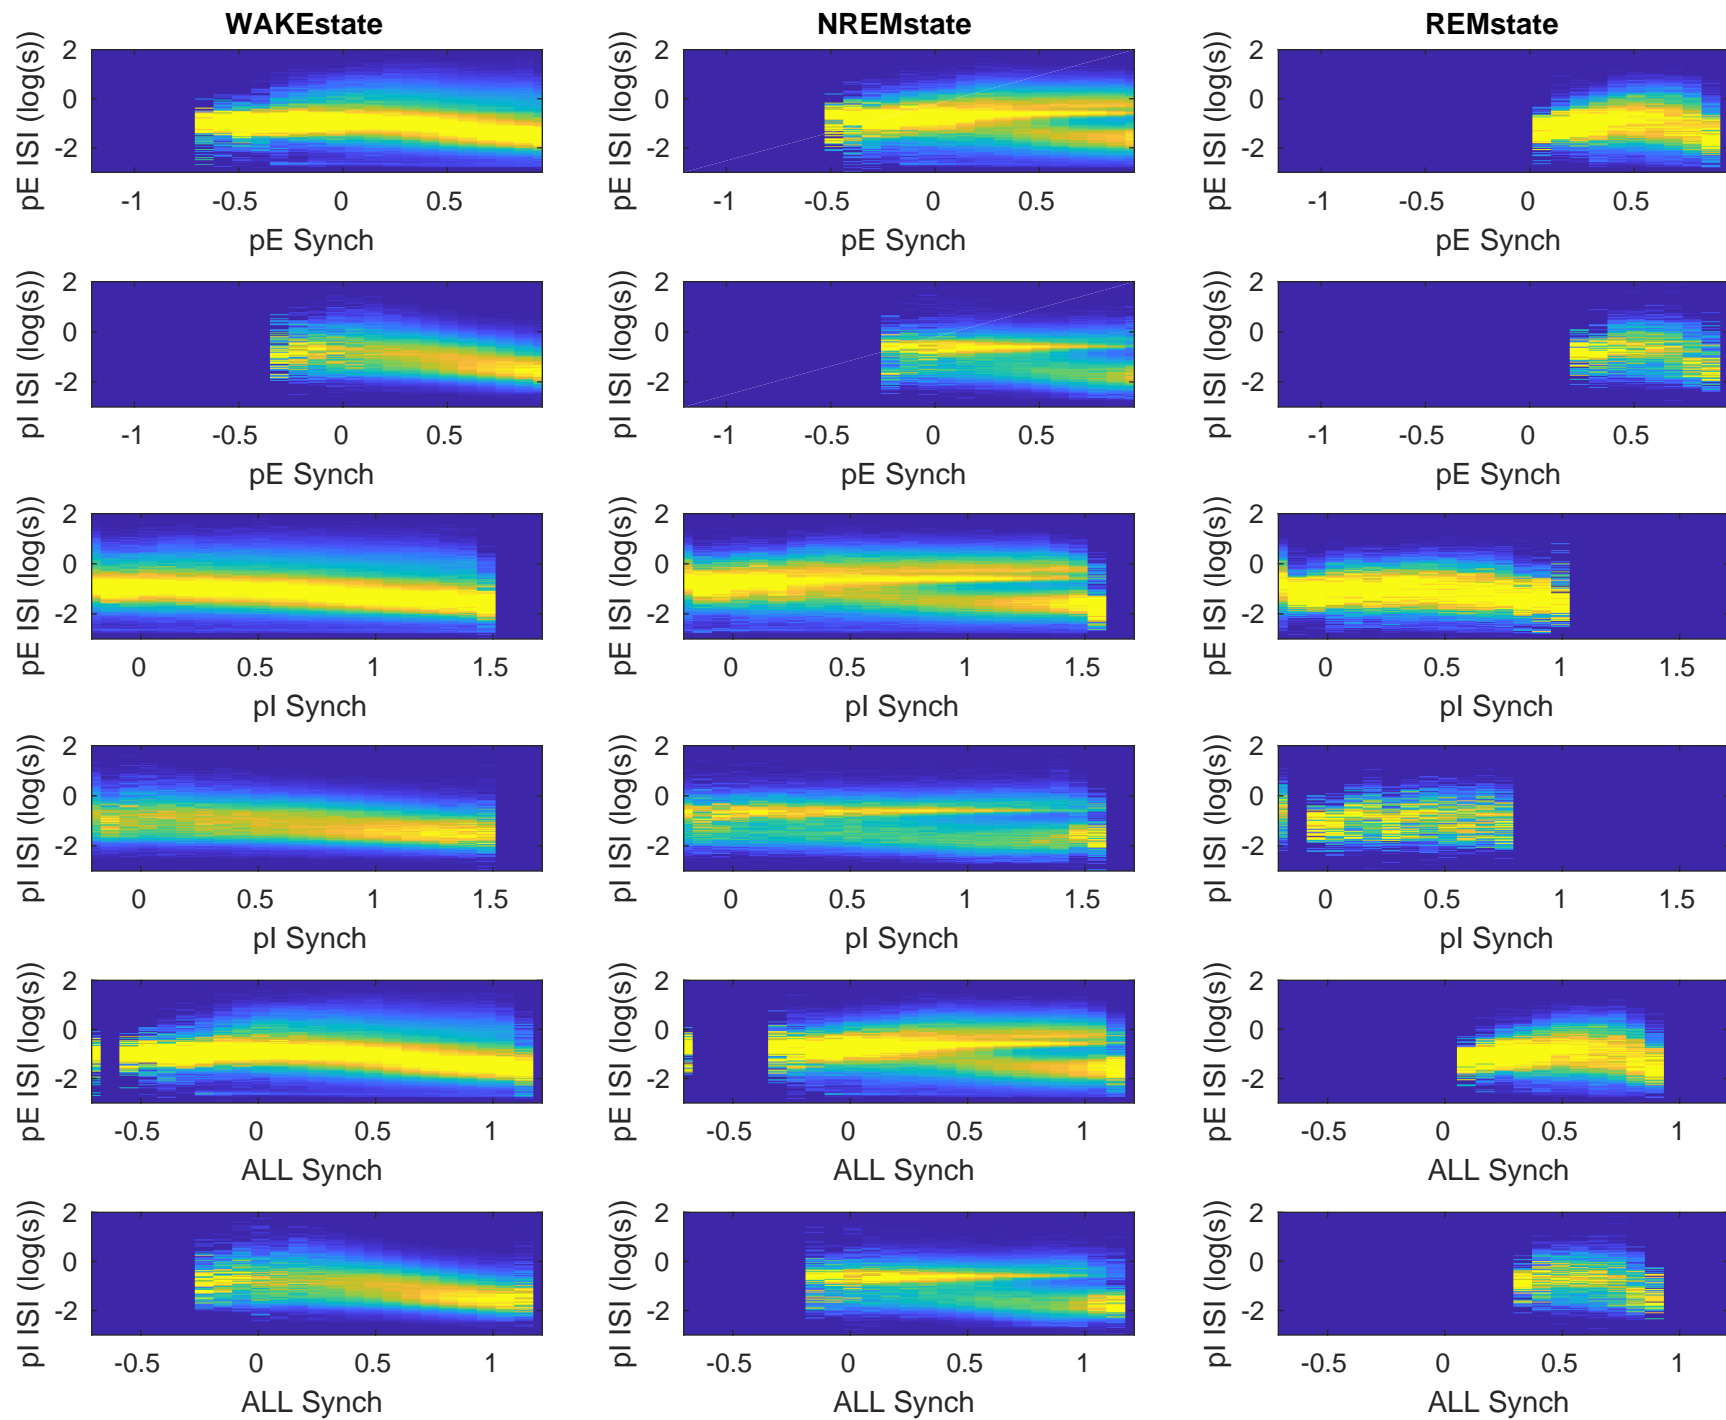 WAKEstate NREMstate REMstate
pE ISI (log(s)) 2 0 -2 pE ISI (log(s)) 2 0 -2 pE ISI (log(s)) 2 0 -2
-1 -0.5 0 0.5 -1 -0.5 0 0.5 -1 -0.5 0 0.5
pE Synch pE Synch pE Synch
pI ISI (log(s)) 2 0 -2 pI ISI (log(s)) 2 0 -2 pI ISI (log(s)) 2 0 -2
-1 -0.5 0 0.5 -1 -0.5 0 0.5 -1 -0.5 0 0.5
pE Synch pE Synch pE Synch
pE ISI (log(s)) 2 0 -2 pE ISI (log(s)) 2 0 -2 pE ISI (log(s)) 2 0 -2
0 0.5 1 1.5 0 0.5 1 1.5 0 0.5 1 1.5
pI Synch pI Synch pI Synch
pI ISI (log(s)) 2 0 -2 pI ISI (log(s)) 2 0 -2 pI ISI (log(s)) 2 0 -2
0 0.5 1 1.5 0 0.5 1 1.5 0 0.5 1 1.5
pI Synch pI Synch pI Synch
pE ISI (log(s)) 2 0 -2 pE ISI (log(s)) 2 0 -2 pE ISI (log(s)) 2 0 -2
-0.5 0 0.5 1 -0.5 0 0.5 1 -0.5 0 0.5 1
ALL Synch ALL Synch ALL Synch
pI ISI (log(s)) 2 0 -2 pI ISI (log(s)) 2 0 -2 pI ISI (log(s)) 2 0 -2
-0.5 0 0.5 1 -0.5 0 0.5 1 -0.5 0 0.5 1
ALL Synch ALL Synch ALL Synch